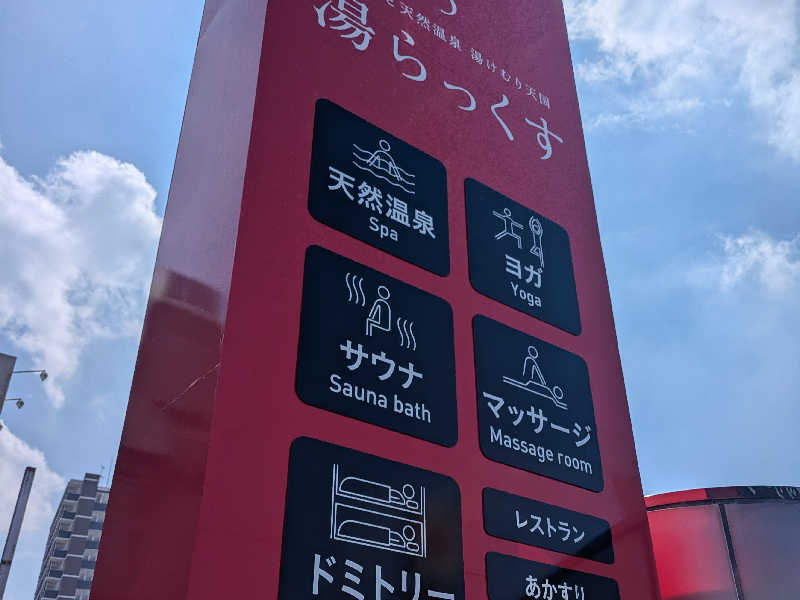 と天然温泉 湯けむり天国
湯らっくす
天然温泉
Spa
ヨガ
Yoga
サウナ
Sauna bath
マッサージ
Massage room
ドミトリー
レストラン
あかすり